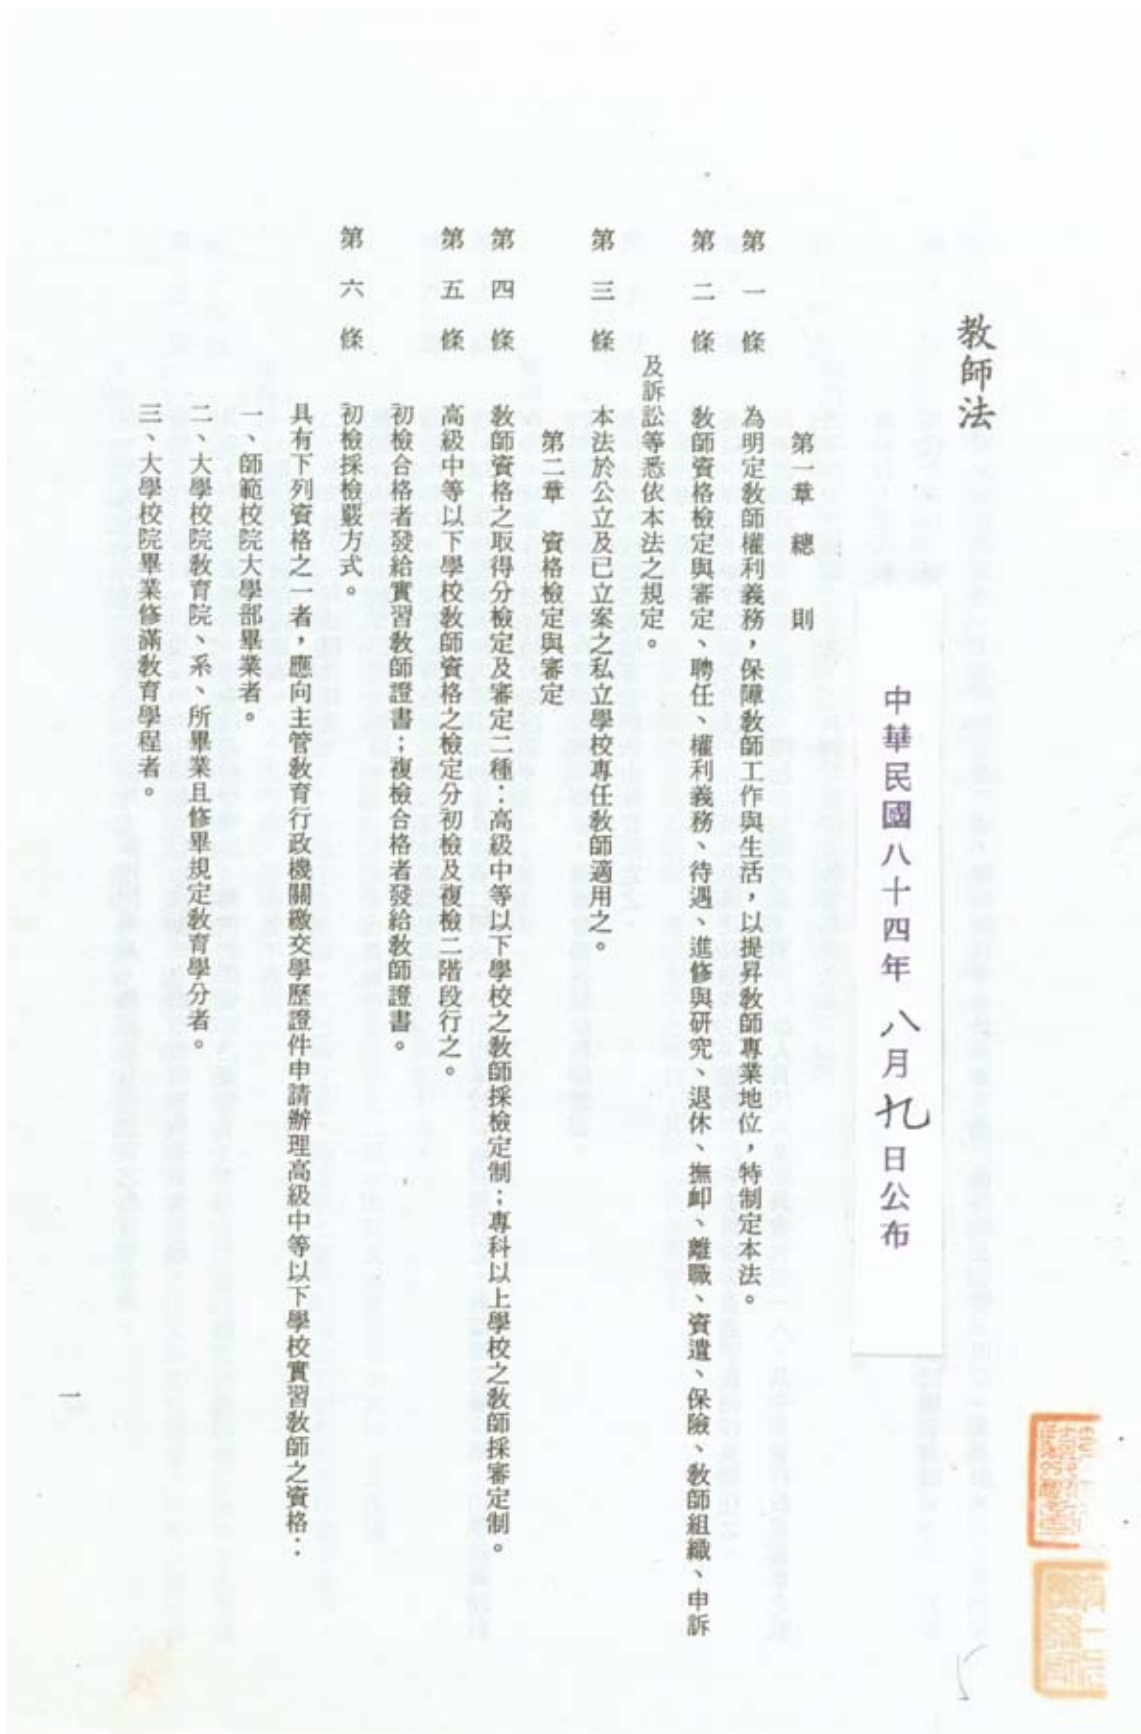 教師法
中華民國八十四年八月九日公布
第一章 總 則
第一條 為明定教師權利義務，保障教師工作與生活，以提昇教師專業地位，特制定本法。
第二條 教師資格檢定與審定、聘任、權利義務、待遇、進修與研究、退休、撫卹、離職、資遣、保險、教師組織、申訴
及訴訟等悉依本法之規定。
第三條 本法於公立及已立案之私立學校專任教師適用之。
第二章 資格檢定與審定
第四條 教師資格之取得分檢定及審定二種：高級中等以下學校之教師採檢定制；專科以上學校之教師採審定制。
第五條 高級中等以下學校教師資格之檢定分初檢及複檢二階段行之。
初檢合格者發給實習教師證書；複檢合格者發給教師證書。
第六條 初檢採檢覈方式。
具有下列資格之一者，應向主管教育行政機關繳交學歷證件申請辦理高級中等以下學校實習教師之資格：
一、師範校院大學部畢業者。
二、大學校院教育院、系、所畢業且修畢規定教育學分者。
三、大學校院畢業修滿教育學程者。
一